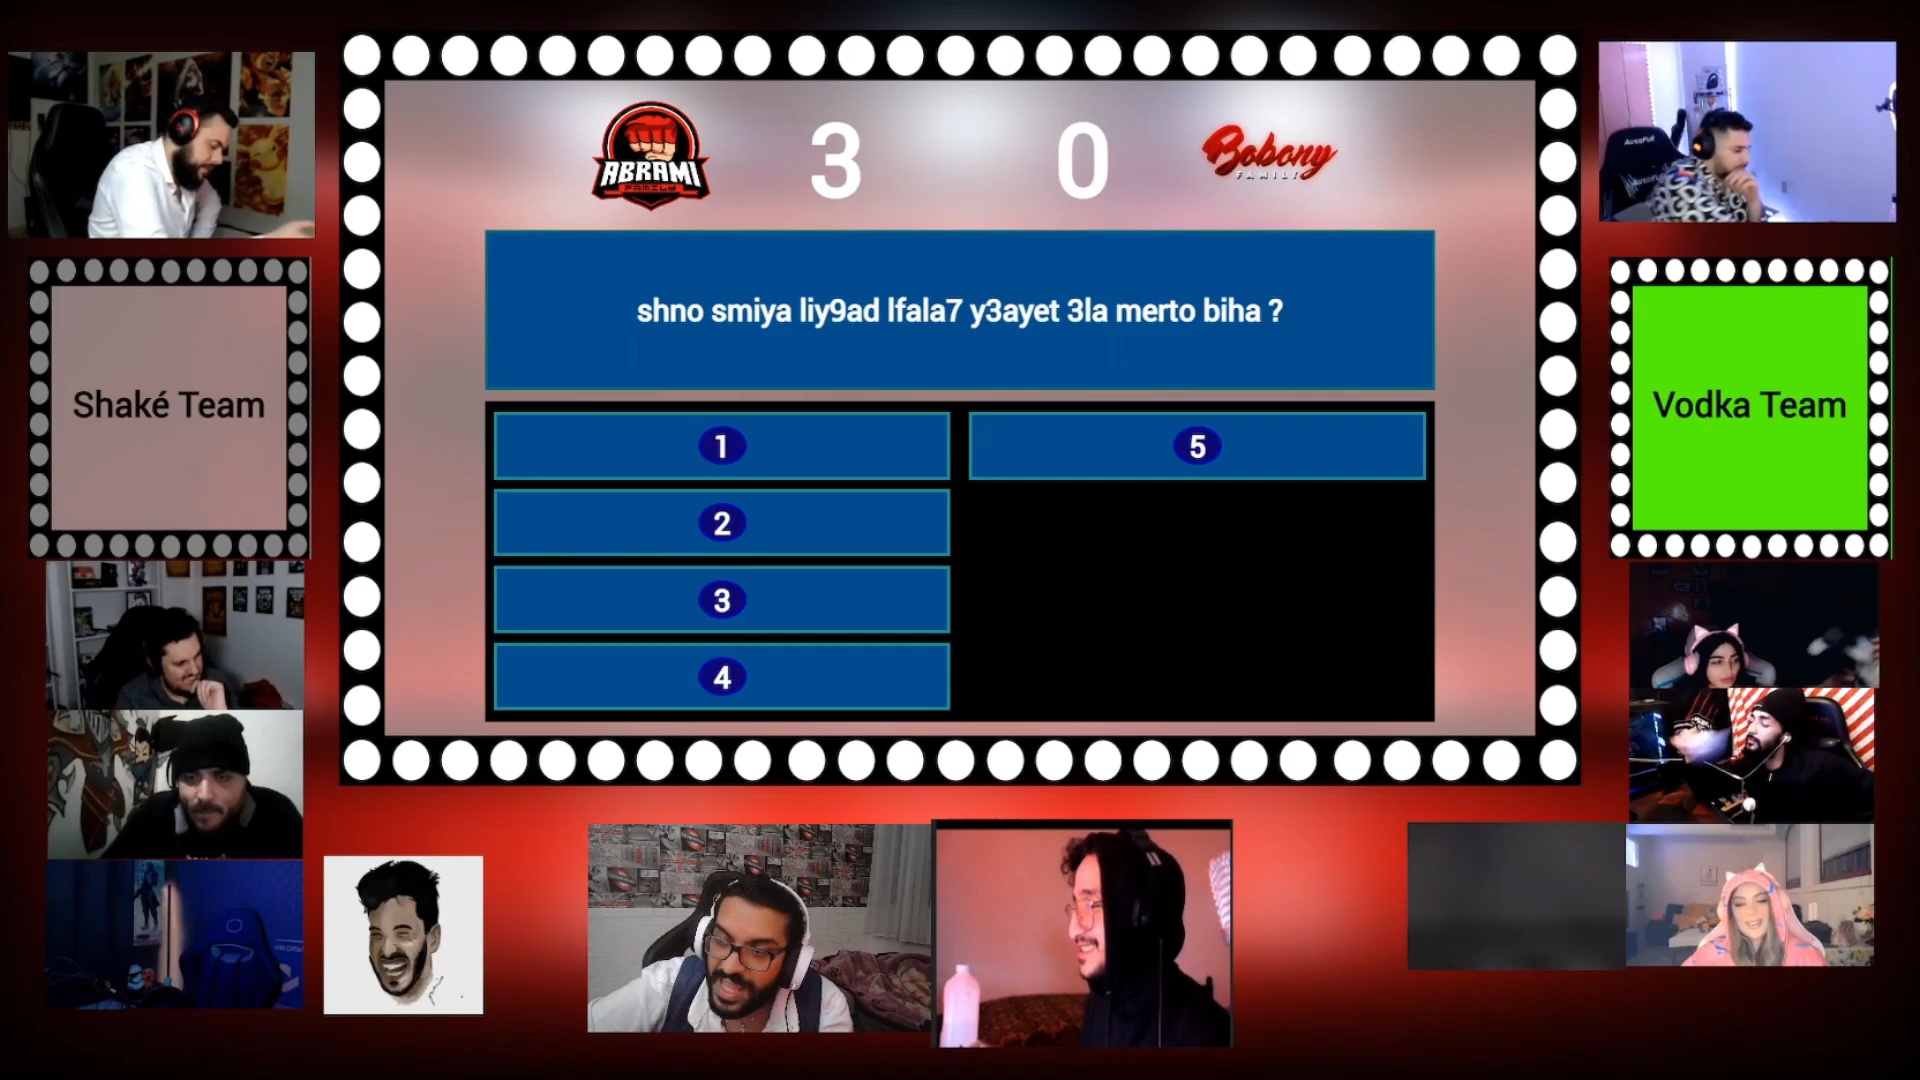 ABRAMI
FAMILY
3
0
Bobony
FAMILY
shno smiya liy9ad lfala7 y3ayet 3la merto biha ?
Shaké Team
Vodka Team
1
5
2
3
4